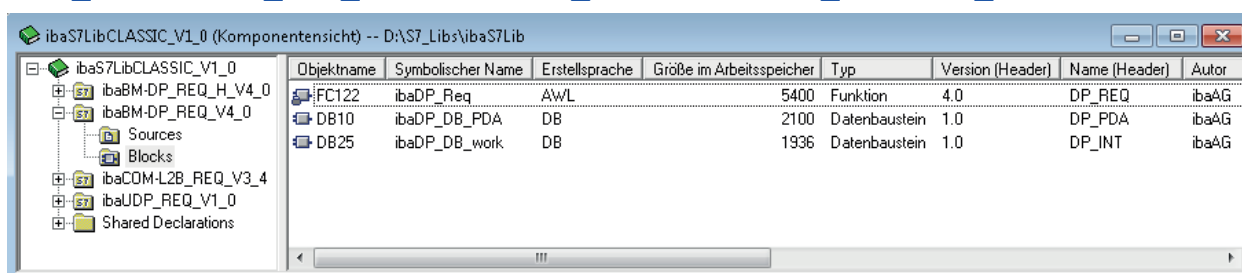 ibaS7LibCLASSIC_V1_0 (Komponentensicht) -- D:\S7_Libs\ibaS7Lib
ibaS7LibCLASSIC_V1_0
ibaBM-DP_REQ_H_V4_0
ibaBM-DP_REQ_V4_0
Sources
Blocks
ibaCOM-L2B_REQ_V3_4
ibaUDP_REQ_V1_0
Shared Declarations
Objektname Symbolischer Name Erstellsprache Größe im Arbeitsspeicher Typ Version (Header) Name (Header) Autor
FC122 ibaDP_Req AWL 5400 Funktion 4.0 DP_REQ ibaAG
DB10 ibaDP_DB_PDA DB 2100 Datenbaustein 1.0 DP_PDA ibaAG
DB25 ibaDP_DB_work DB 1936 Datenbaustein 1.0 DP_INT ibaAG